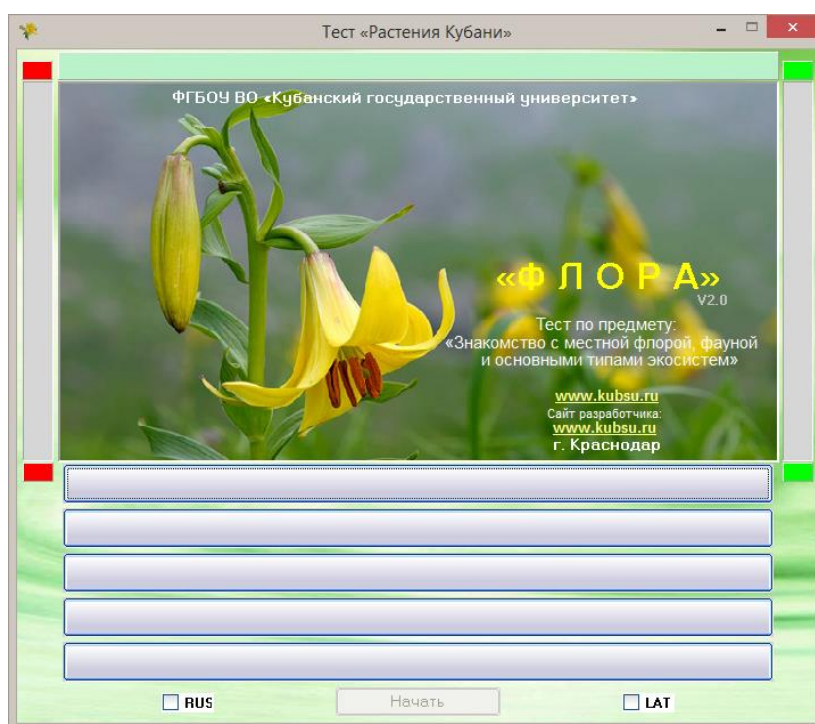 Тест «Растения Кубани»
ФГБОУ ВО «Кубанский государственный университет»
«Ф Л О Р А»
V2.0
Тест по предмету:
«Знакомство с местной флорой, фауной
и основными типами экосистем»
www.kubsu.ru
Сайт разработчика:
www.kubsu.ru
г. Краснодар
RUS Начать LAT